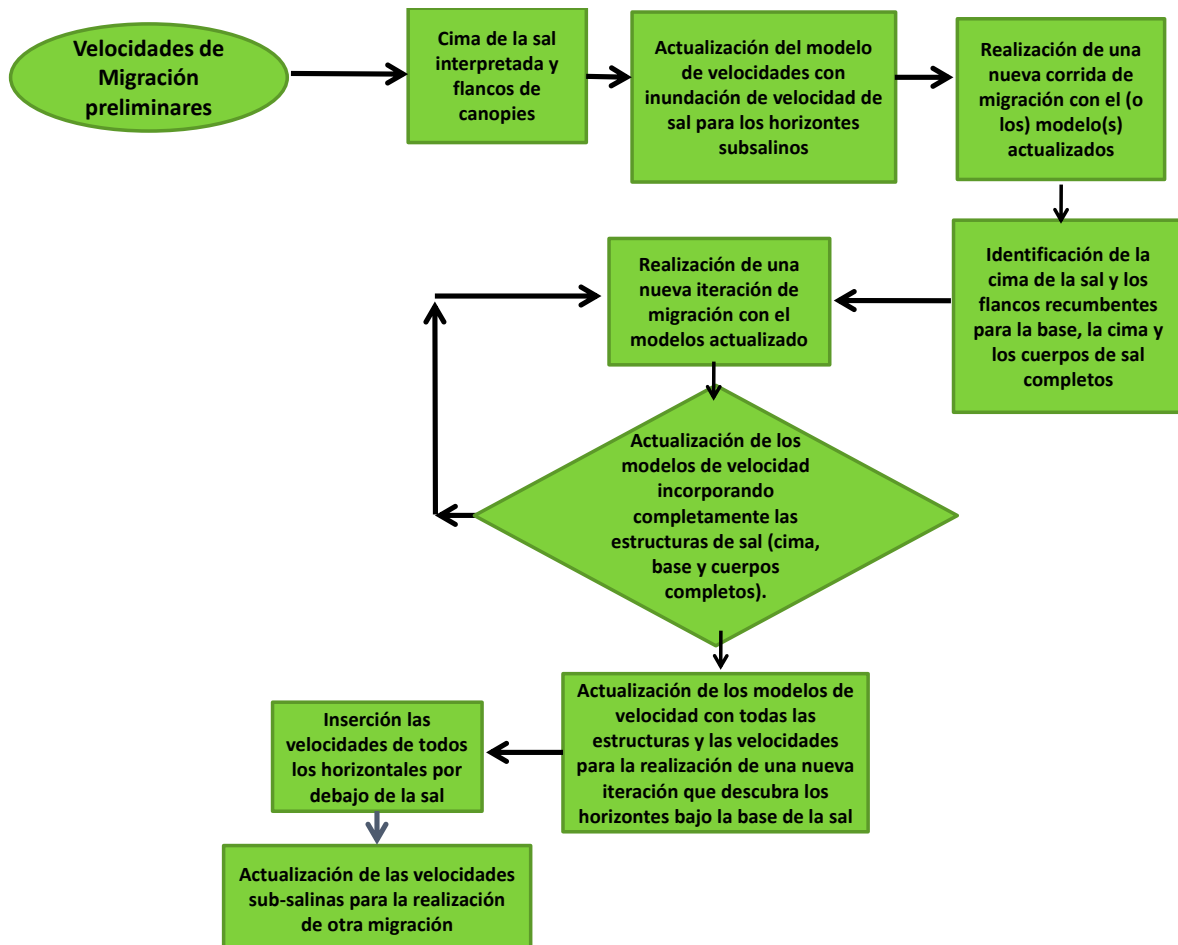 Velocidades de
Migración
preliminares
Cima de la sal
interpretada y
flancos de
canopies
Actualización del modelo
de velocidades con
inundación de velocidad de
sal para los horizontes
subsalinos
Realización de una
nueva corrida de
migración con el (o
los) modelo(s)
actualizados
Identificación de la
cima de la sal y los
flancos recumbentes
para la base, la cima y
los cuerpos de sal
completos
Realización de una
nueva iteración de
migración con el
modelos actualizado
Actualización de los
modelos de velocidad
incorporando
completamente las
estructuras de sal (cima,
base y cuerpos
completos).
Actualización de los modelos de
velocidad con todas las
estructuras y las velocidades
para la realización de una nueva
iteración que descubra los
horizontes bajo la base de la sal
Inserción las
velocidades de todos
los horizontales por
debajo de la sal
Actualización de las velocidades
sub-salinas para la realización
de otra migración